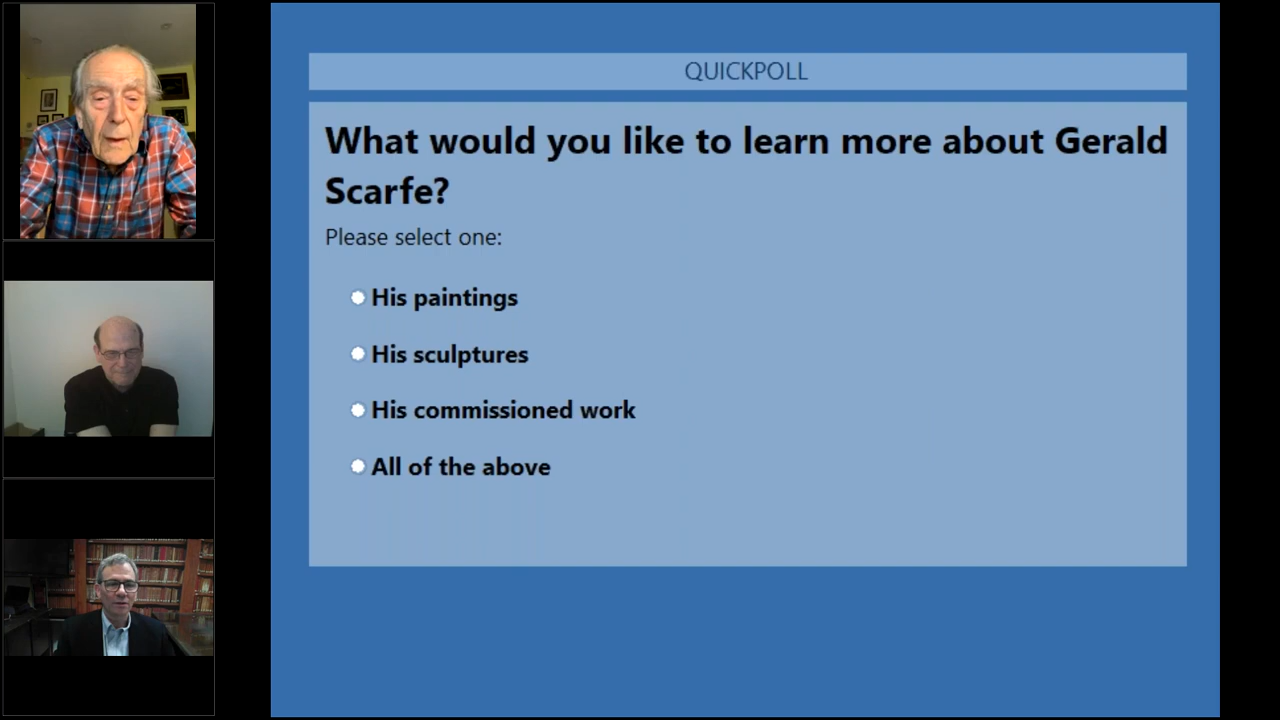 QUICKPOLL
What would you like to learn more about Gerald
Scarfe?
Please select one:
His paintings
His sculptures
His commissioned work
All of the above